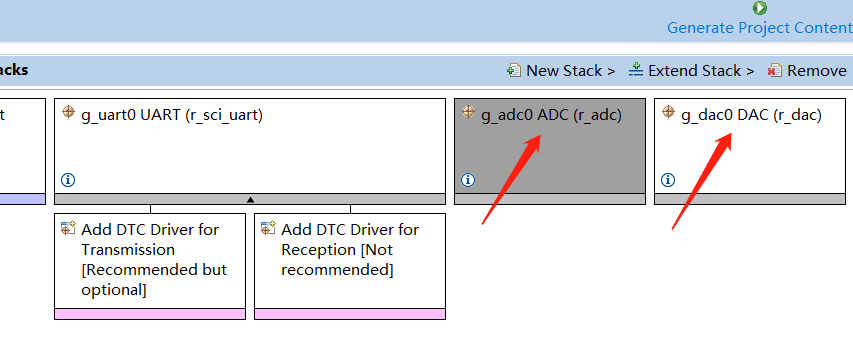 Generate Project Content
acks
New Stack >
Extend Stack >
Remove
t
g_uart0 UART (r_sci_uart)
g_adc0 ADC (r_adc)
g_dac0 DAC (r_dac)
Add DTC Driver for
Transmission
[Recommended but
optional]
Add DTC Driver for
Reception [Not
recommended]